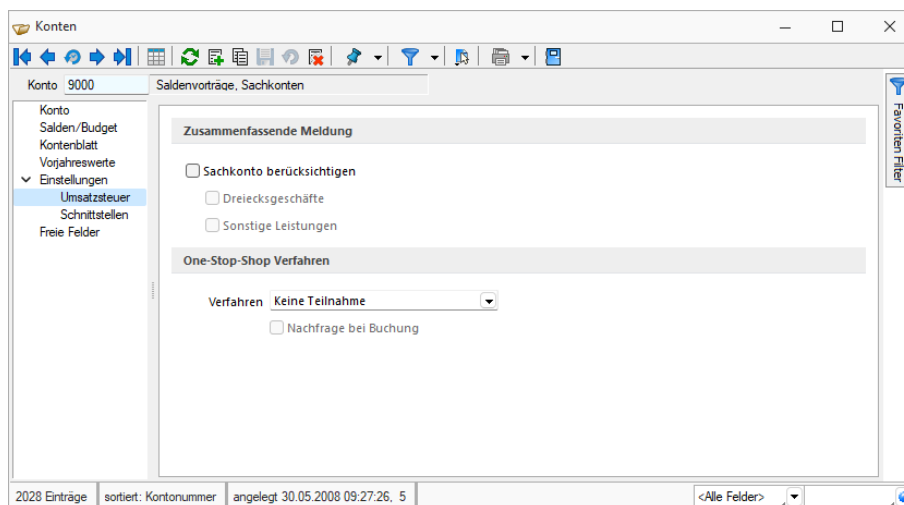 Konten
Konto 9000 Saldenvorträge, Sachkonten
Konto
Salden/Budget
Kontenblatt
Vorjahreswerte
Einstellungen
Umsatzsteuer
Schnittstellen
Freie Felder
Zusammenfassende Meldung
Sachkonto berücksichtigen
Dreiecksgeschäfte
Sonstige Leistungen
One-Stop-Shop Verfahren
Verfahren Keine Teilnahme
Nachfrage bei Buchung
Favoriten Filter
2028 Einträge sortiert: Kontonummer angelegt 30.05.2008 09:27:26, 5 <Alle Felder>